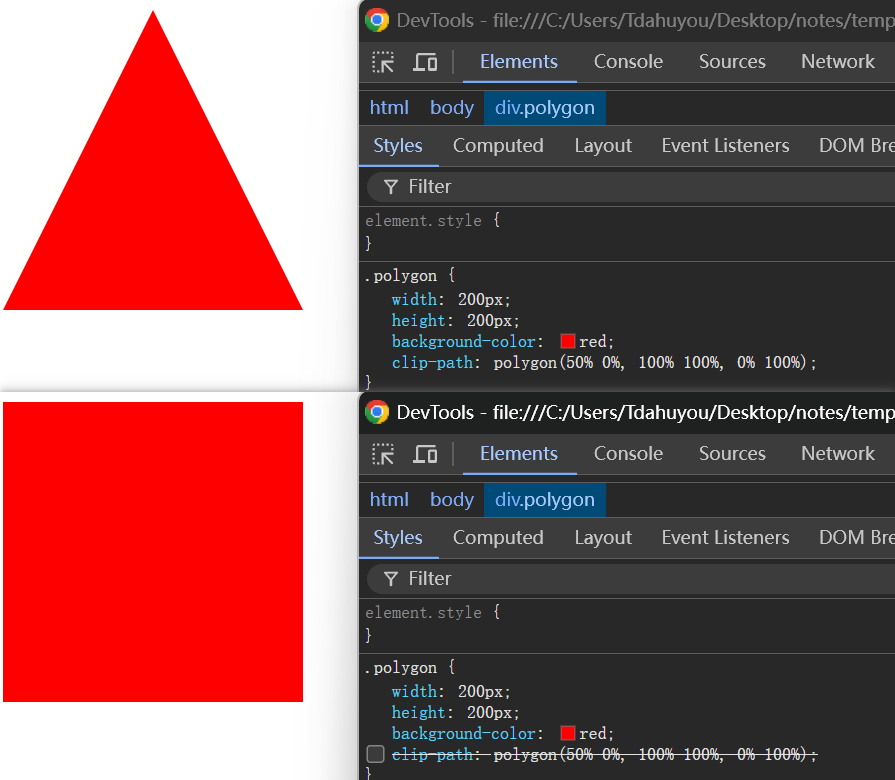 DevTools - file:///C:/Users/Tdahuyou/Desktop/notes/temp
Elements Console Sources Network
html body div.polygon
Styles Computed Layout Event Listeners DOM Bre
Filter
element.style {
}
.polygon {
width: 200px;
height: 200px;
background-color: red;
clip-path: polygon(50% 0%, 100% 100%, 0% 100%);
}
DevTools - file:///C:/Users/Tdahuyou/Desktop/notes/temp
Elements Console Sources Network
html body div.polygon
Styles Computed Layout Event Listeners DOM Bre
Filter
element.style {
}
.polygon {
width: 200px;
height: 200px;
background-color: red;
clip-path: polygon(50% 0%, 100% 100%, 0% 100%);
}